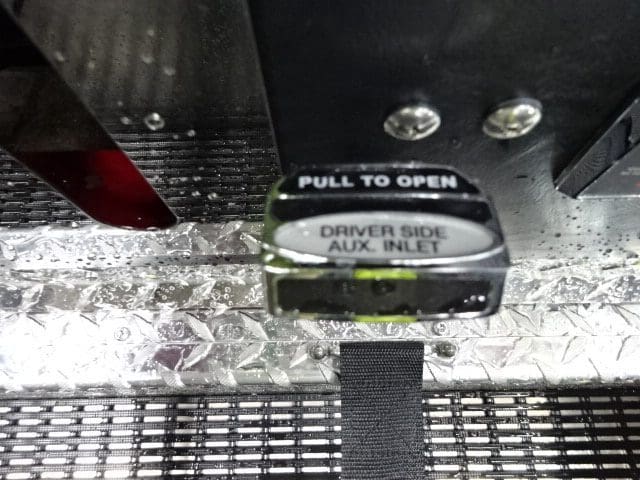 PULL TO OPEN
DRIVER SIDE
AUX. INLET